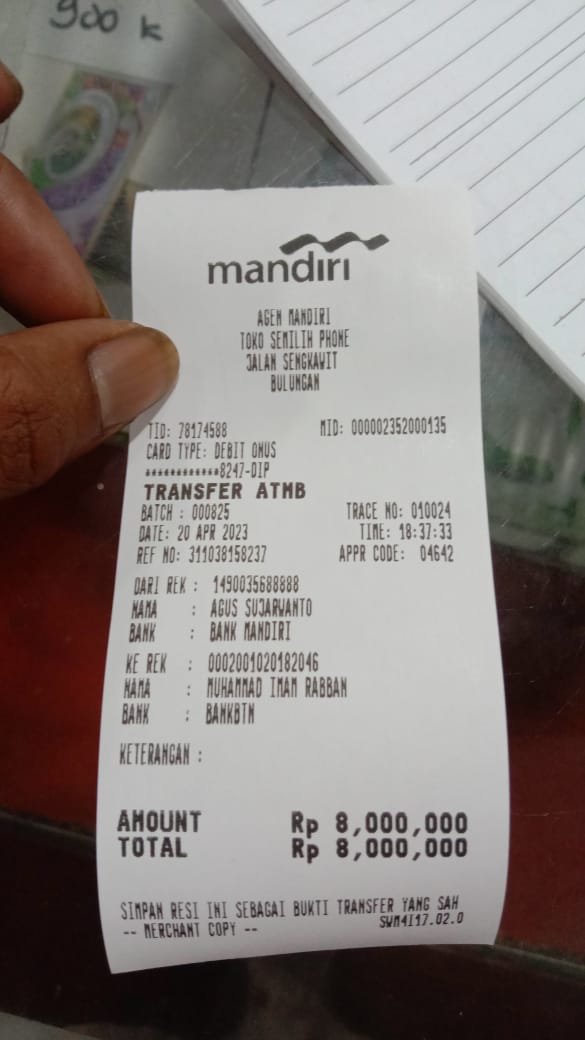 900 K
mandırı
AGEN MANDIRI
TOKO SEMILIH PHONE
JALAN SENGKAWIT
BULUNGAN
TID: 78174588 MID: 000002352000135
CARD TYPE: DEBIT ONUS
************8247-DIP
TRANSFER ATMB
BATCH : 000825 TRACE NO: 010024
DATE: 20 APR 2023 TIME: 18:37:33
REF NO: 311038158237 APPR CODE: 04642
DARI REK : 1490035688888
NAMA : AGUS SUJARWANTO
BANK : BANK MANDIRI
KE REK : 0002001020182046
NAMA : MUHAMMAD IMAM RABBAN
BANK : BANKBTN
KETERANGAN :
AMOUNT Rp 8,000,000
TOTAL Rp 8,000,000
SIMPAN RESI INI SEBAGAI BUKTI TRANSFER YANG SAH
-- MERCHANT COPY -- SWM4I17.02.0